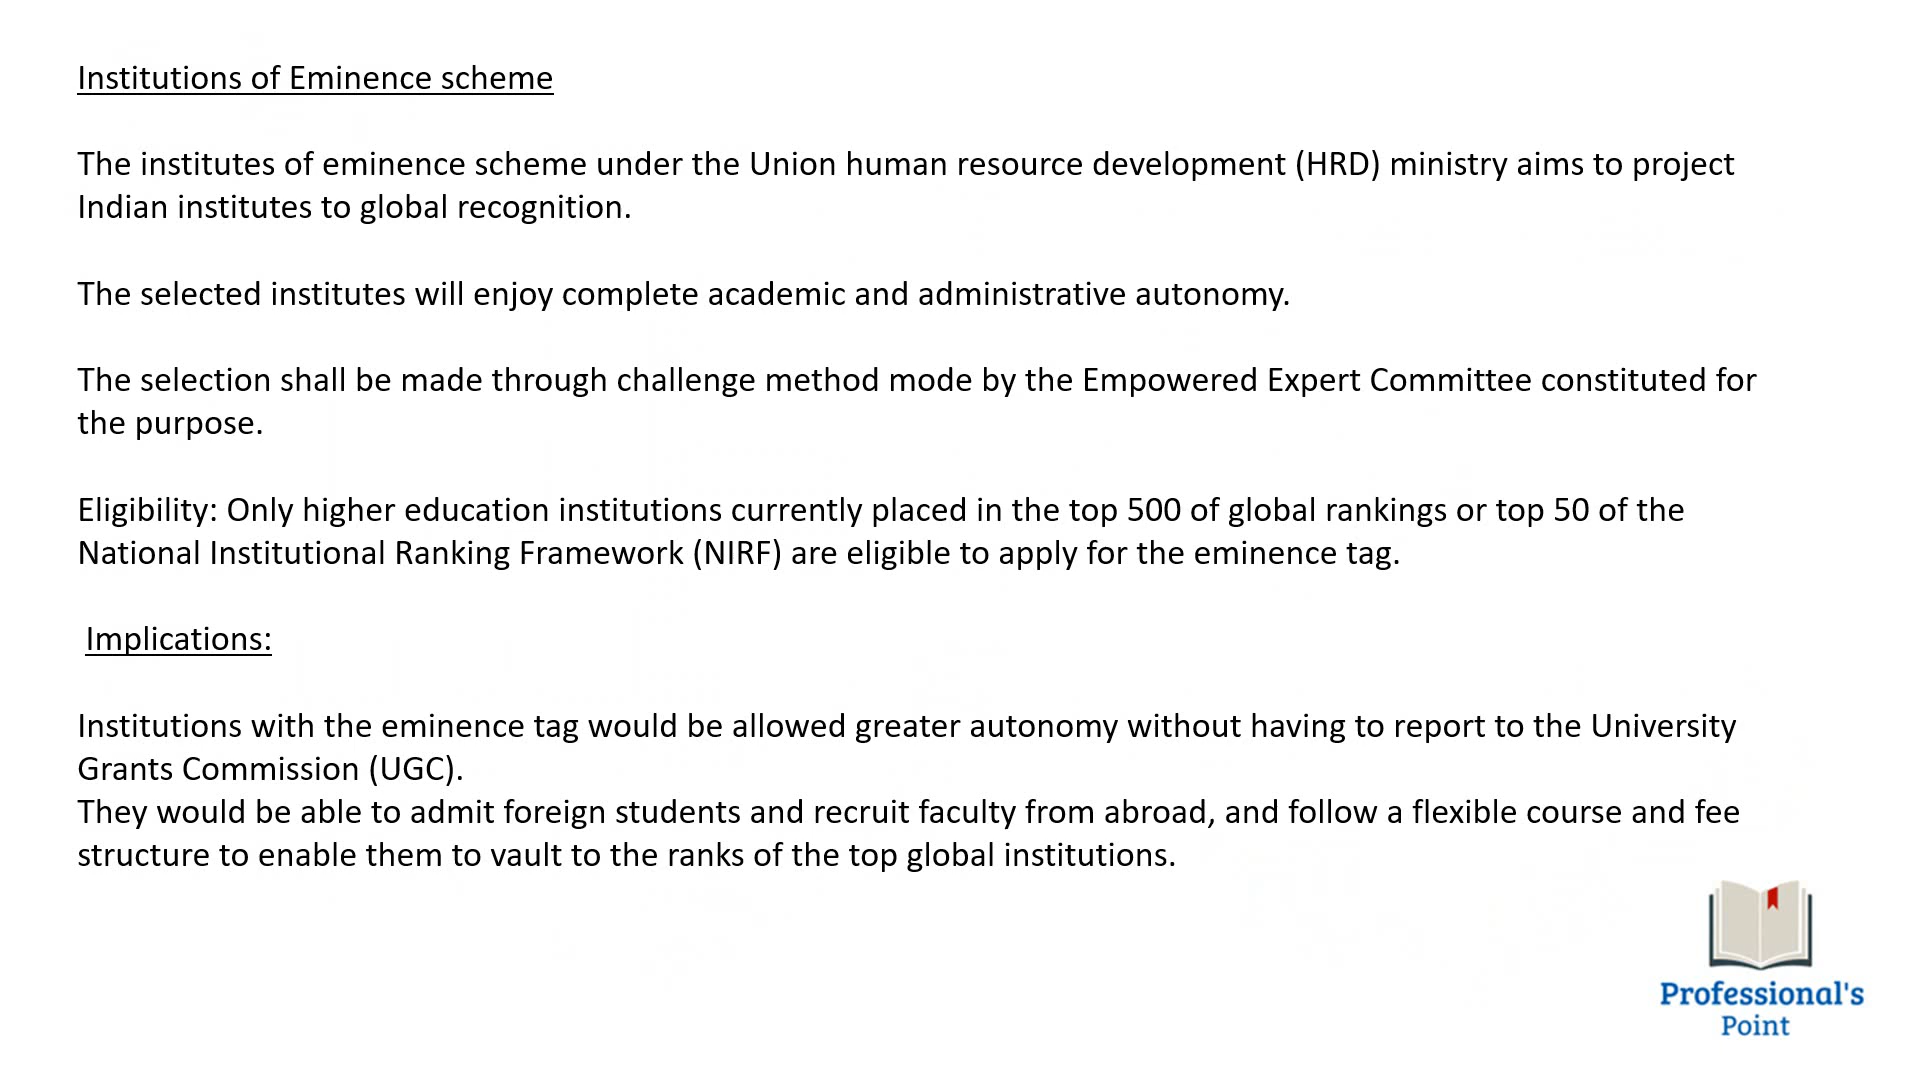 Institutions of Eminence scheme
The institutes of eminence scheme under the Union human resource development (HRD) ministry aims to project
Indian institutes to global recognition.
The selected institutes will enjoy complete academic and administrative autonomy.
The selection shall be made through challenge method mode by the Empowered Expert Committee constituted for
the purpose.
Eligibility: Only higher education institutions currently placed in the top 500 of global rankings or top 50 of the
National Institutional Ranking Framework (NIRF) are eligible to apply for the eminence tag.
Implications:
Institutions with the eminence tag would be allowed greater autonomy without having to report to the University
Grants Commission (UGC).
They would be able to admit foreign students and recruit faculty from abroad, and follow a flexible course and fee
structure to enable them to vault to the ranks of the top global institutions.
Professional's
Point